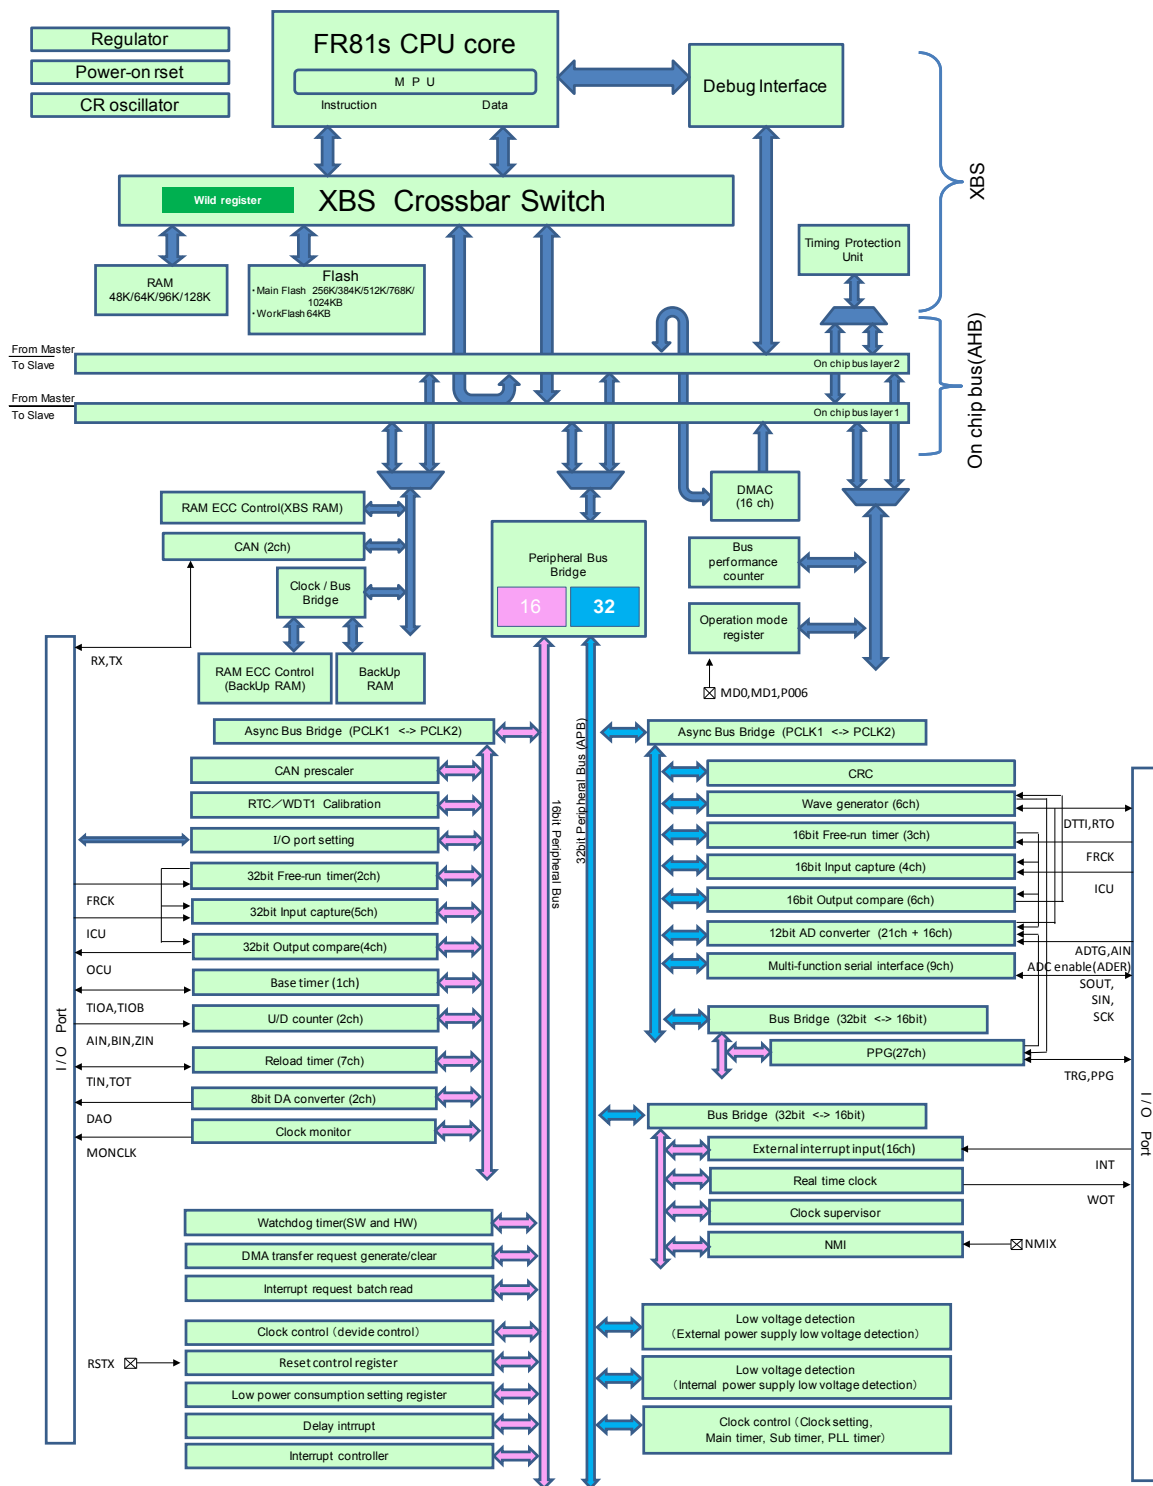 Regulator
Power-on rset
CR oscillator
FR81s CPU core
M P U
Instruction
Data
Debug Interface
XBS
Wild register
XBS Crossbar Switch
Timing Protection
Unit
RAM
48K/64K/96K/128K
Flash
・Main Flash 256K/384K/512K/768K/
1024KB
・WorkFlash 64KB
On chip bus(AHB)
From Master
To Slave
On chip bus layer 2
From Master
To Slave
On chip bus layer 1
RAM ECC Control(XBS RAM)
CAN (2ch)
Clock / Bus
Bridge
RAM ECC Control
(BackUp RAM)
BackUp
RAM
RX,TX
Peripheral Bus
Bridge
16
32
DMAC
(16 ch)
Bus
performance
counter
Operation mode
register
MD0,MD1,P006
Async Bus Bridge (PCLK1 <-> PCLK2)
Async Bus Bridge (PCLK1 <-> PCLK2)
16bit Peripheral Bus
32bit Peripheral Bus (APB)
I / O Port
CAN prescaler
RTC／WDT1 Calibration
I/O port setting
32bit Free-run timer(2ch)
FRCK
32bit Input capture(5ch)
ICU
32bit Output compare(4ch)
OCU
Base timer (1ch)
TIOA,TIOB
U/D counter (2ch)
AIN,BIN,ZIN
Reload timer (7ch)
TIN,TOT
8bit DA converter (2ch)
DAO
Clock monitor
MONCLK
CRC
Wave generator (6ch)
DTTI,RTO
16bit Free-run timer (3ch)
FRCK
16bit Input capture (4ch)
ICU
16bit Output compare (6ch)
12bit AD converter (21ch + 16ch)
ADTG,AIN
ADC enable(ADER)
Multi-function serial interface (9ch)
SOUT,
SIN,
SCK
Bus Bridge (32bit <-> 16bit)
PPG(27ch)
TRG,PPG
I / O Port
Bus Bridge (32bit <-> 16bit)
External interrupt input(16ch)
INT
Real time clock
WOT
Clock supervisor
NMI
NMIX
Watchdog timer(SW and HW)
DMA transfer request generate/clear
Interrupt request batch read
Clock control（devide control）
RSTX
Reset control register
Low power consumption setting register
Delay intrrupt
Interrupt controller
Low voltage detection
（External power supply low voltage detection）
Low voltage detection
（Internal power supply low voltage detection）
Clock control（Clock setting,
Main timer, Sub timer, PLL timer）